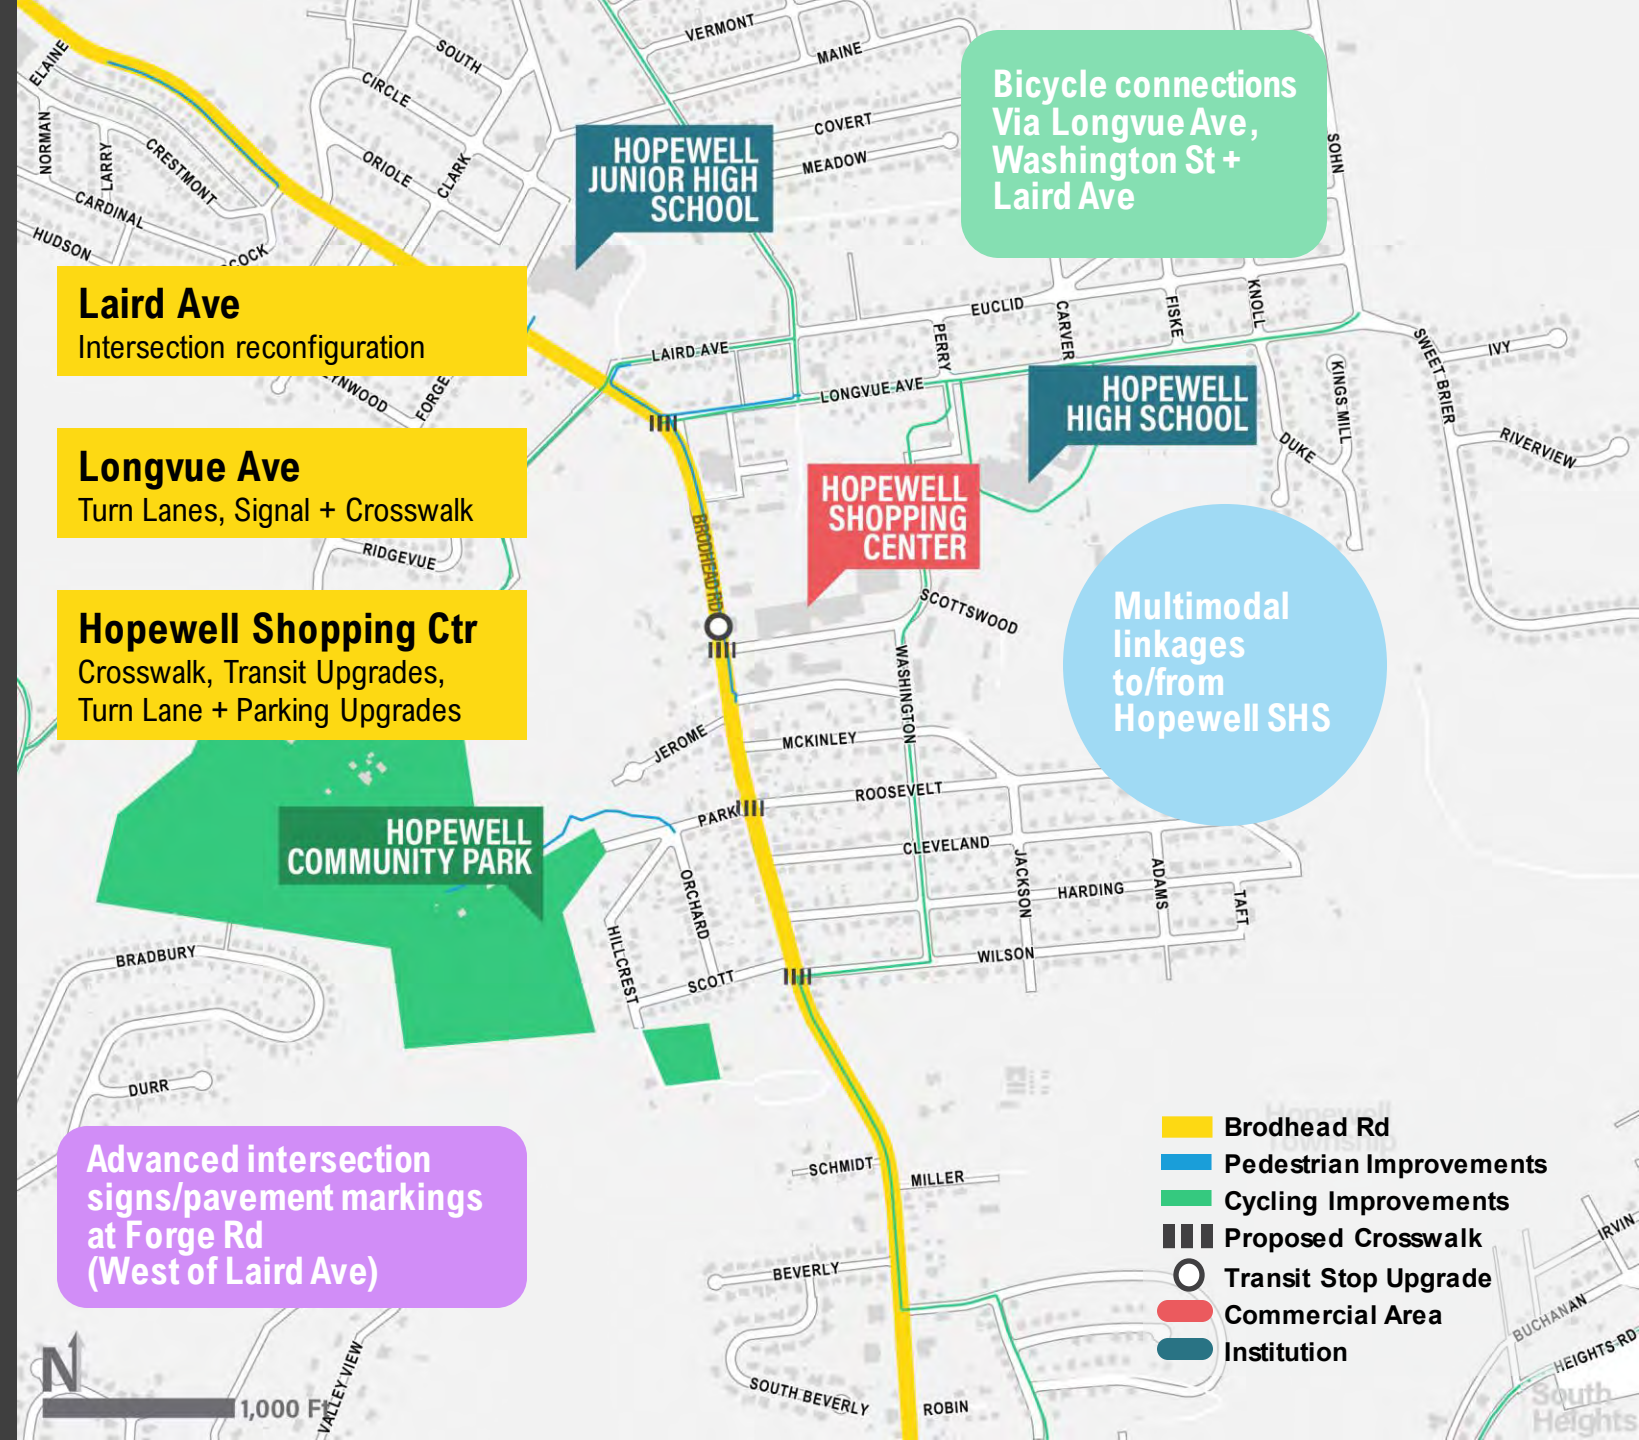 VERMONT
MAINE
SOUTH
CIRCLE
ELAINE
NORMAN
LARRY
CRESTMONT
ORIOLE
CLARK
CARDINAL
HUDSON
COVERT
MEADOW
HOPEWELL
JUNIOR HIGH
SCHOOL
Bicycle connections
Via Longvue Ave,
Washington St +
Laird Ave
SOHN
Laird Ave
Intersection reconfiguration
FORGE
EUCLID
PERRY
CARVER
FISKE
KNOLL
LAIRD AVE
LONGVUE AVE
HOPEWELL
HIGH SCHOOL
SWEET BRIER
IVY
KINGS MILL
DUKE
RIVERVIEW
Longvue Ave
Turn Lanes, Signal + Crosswalk
RIDGEVUE
BRODHEAD RD
HOPEWELL
SHOPPING
CENTER
SCOTTSWOOD
WASHINGTON
Hopewell Shopping Ctr
Crosswalk, Transit Upgrades,
Turn Lane + Parking Upgrades
Multimodal
linkages
to/from
Hopewell SHS
JEROME
MCKINLEY
ROOSEVELT
PARK
CLEVELAND
HOPEWELL
COMMUNITY PARK
ORCHARD
JACKSON
HARDING
ADAMS
TAFT
HILLCREST
SCOTT
WILSON
BRADBURY
DURR
Advanced intersection
signs/pavement markings
at Forge Rd
(West of Laird Ave)
SCHMIDT
MILLER
BEVERLY
SOUTH BEVERLY
ROBIN
VALLEY VIEW
N
1,000 Ft
Hopewell
Township
Brodhead Rd
Pedestrian Improvements
Cycling Improvements
Proposed Crosswalk
Transit Stop Upgrade
Commercial Area
Institution
IRVIN
BUCHANAN
HEIGHTS RD
South
Heights